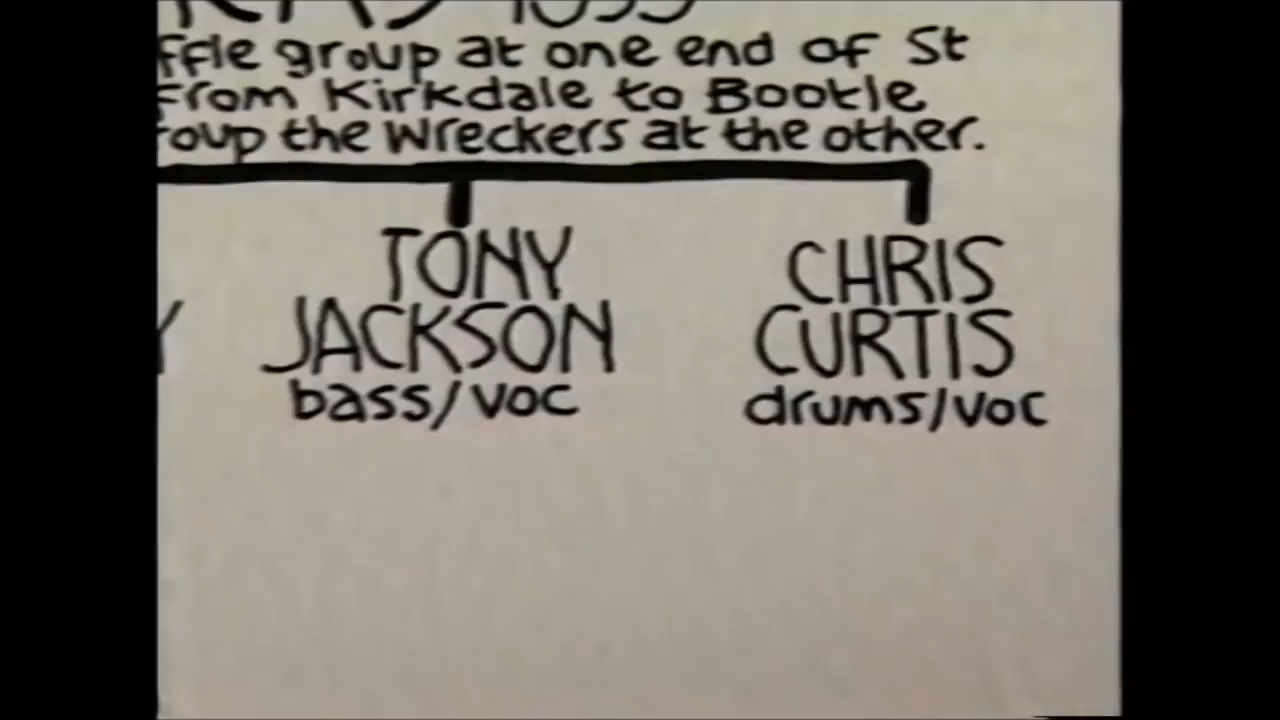 ffle group at one end of St
From Kirkdale to Bootle
roup the Wreckers at the other.
TONY
JACKSON
bass/voc
CHRIS
CURTIS
drums/voc